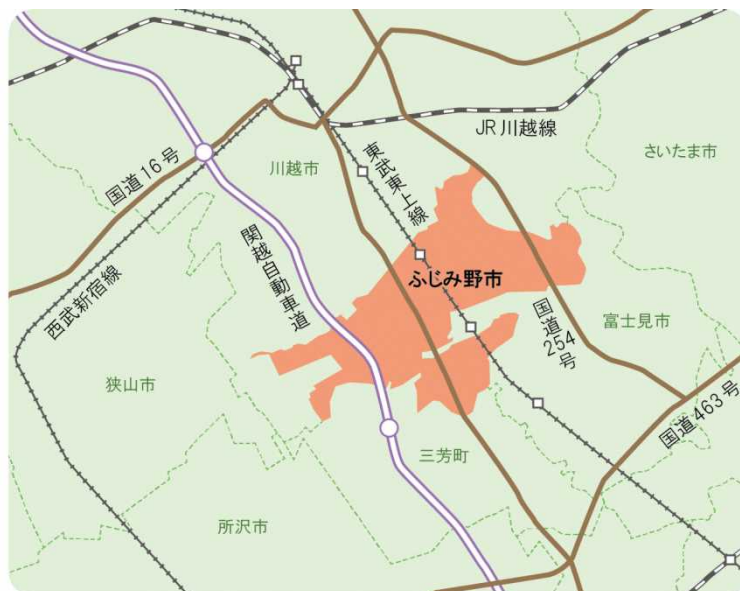 JR川越線
さいたま市
川越市
東武東上線
国道16号
関越自動車道
ふじみ野市
西武新宿線
国道
254
号
富士見市
狭山市
国道463号
三芳町
所沢市